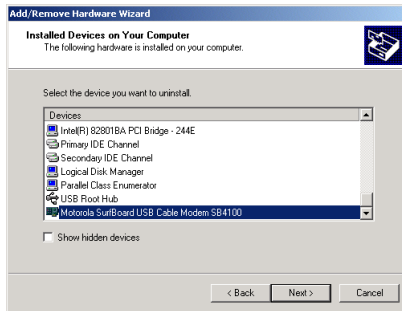 Add/Remove Hardware Wizard
Installed Devices on Your Computer
The following hardware is installed on your computer.
Select the device you want to uninstall.
Devices
Intel(R) 82801BA PCI Bridge - 244E
Primary IDE Channel
Secondary IDE Channel
Logical Disk Manager
Parallel Class Enumerator
USB Root Hub
Motorola SurfBoard USB Cable Modem SB4100
Show hidden devices
< Back Next > Cancel